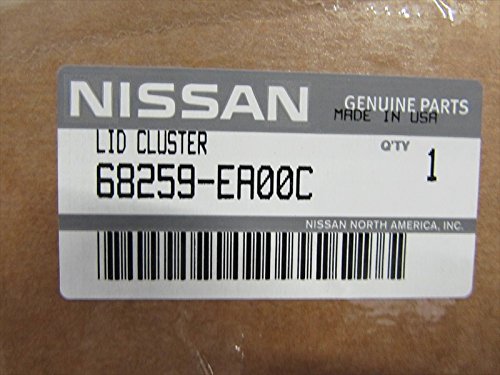 NISSAN GENUINE PARTS
MADE IN USA
LID CLUSTER
68259-EA00C
Q'TY 1
NISSAN NORTH AMERICA, INC.